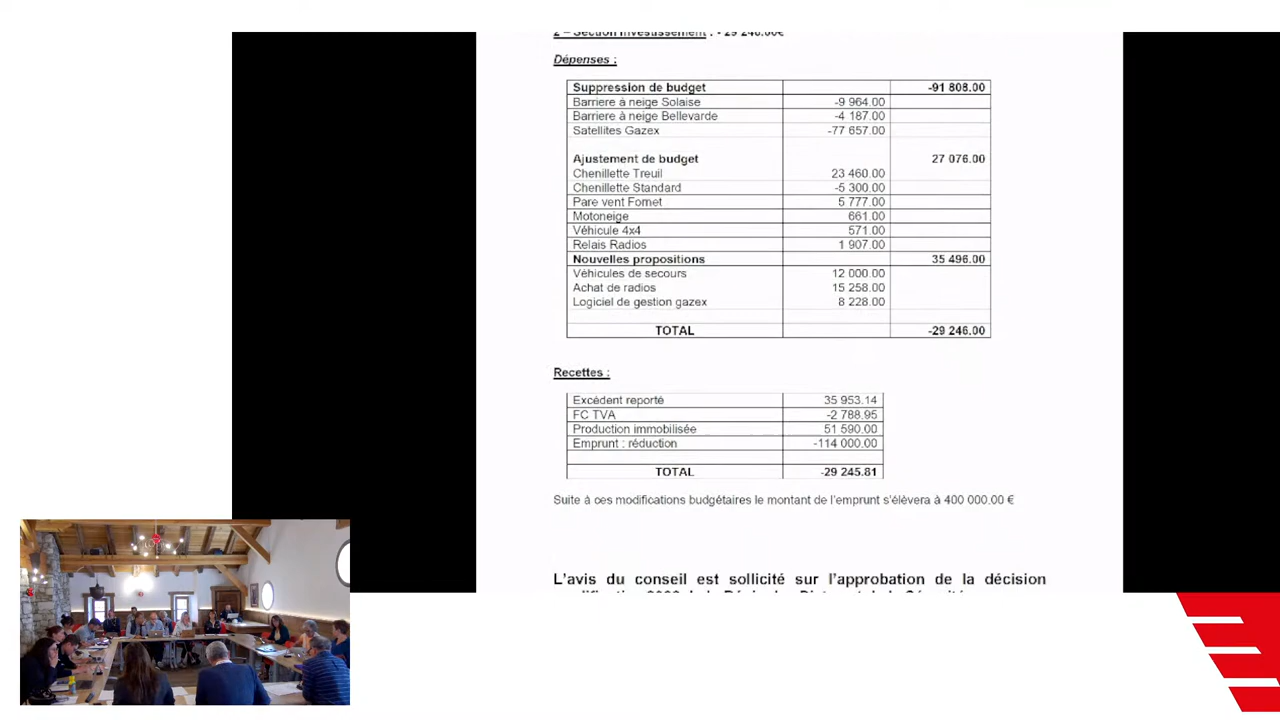 2 – Section Investissement : - 29 246.00€
Dépenses :
Suppression de budget -91 808.00
Barriere à neige Solaise -9 964.00
Barriere à neige Bellevarde -4 187.00
Satellites Gazex -77 657.00
Ajustement de budget 27 076.00
Chenillette Treuil 23 460.00
Chenillette Standard -5 300.00
Pare vent Fornet 5 777.00
Motoneige 661.00
Véhicule 4x4 571.00
Relais Radios 1 907.00
Nouvelles propositions 35 496.00
Véhicules de secours 12 000.00
Achat de radios 15 258.00
Logiciel de gestion gazex 8 228.00
TOTAL -29 246.00
Recettes :
Excédent reporté 35 953.14
FC TVA -2 788.95
Production immobilisée 51 590.00
Emprunt : réduction -114 000.00
TOTAL -29 245.81
Suite à ces modifications budgétaires le montant de l'emprunt s'élèvera à 400 000.00 €
L'avis du conseil est sollicité sur l'approbation de la décision